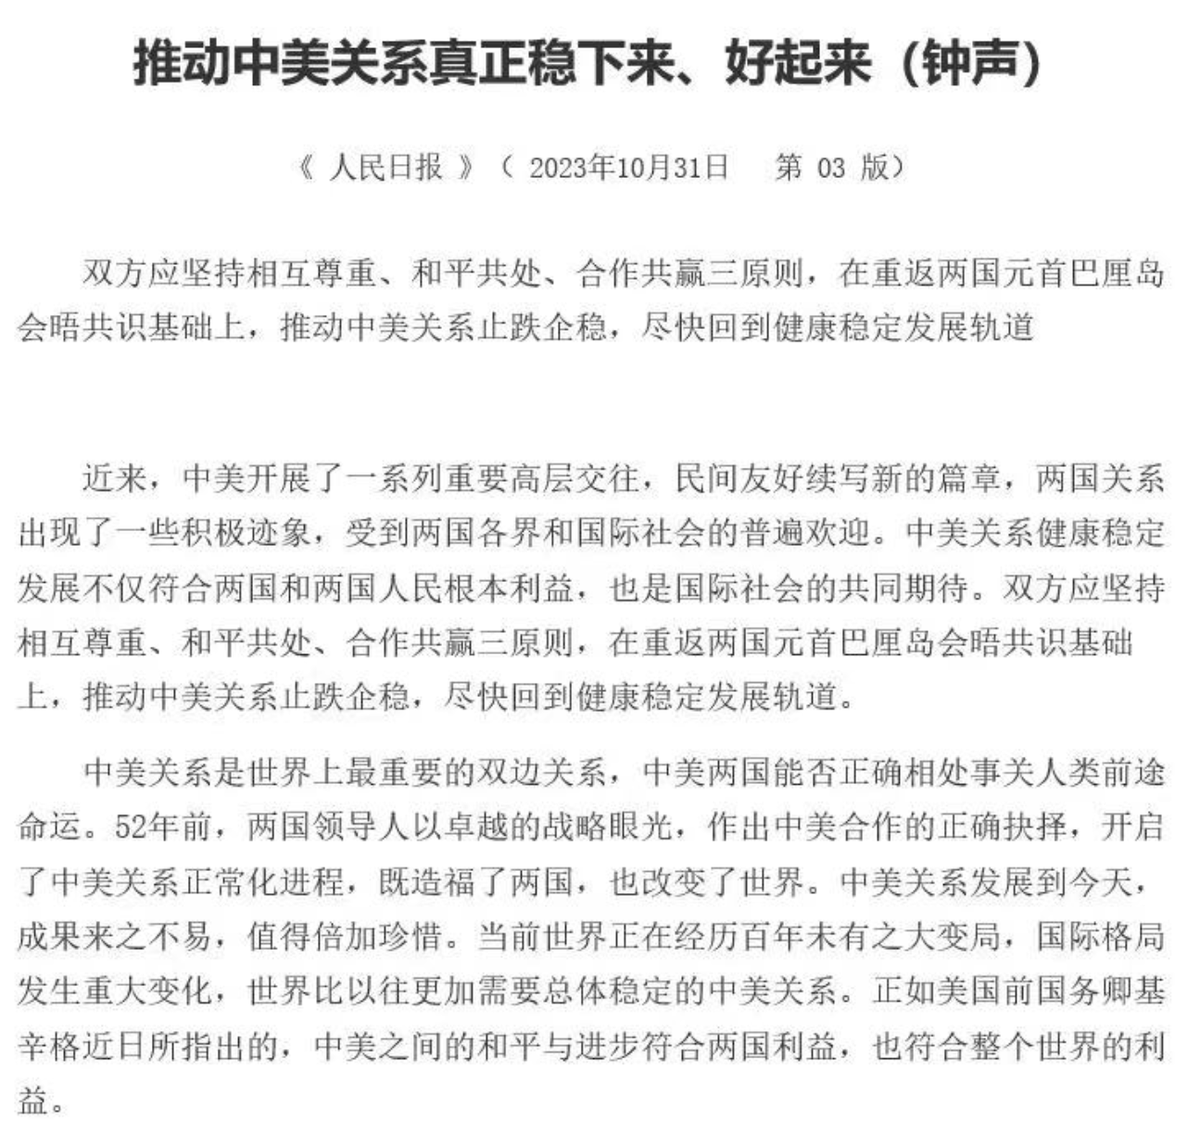 推动中美关系真正稳下来、好起来（钟声）
《 人民日报 》（ 2023年10月31日 第 03 版）
双方应坚持相互尊重、和平共处、合作共赢三原则，在重返两国元首巴厘岛
会晤共识基础上，推动中美关系止跌企稳，尽快回到健康稳定发展轨道
近来，中美开展了一系列重要高层交往，民间友好续写新的篇章，两国关系
出现了一些积极迹象，受到两国各界和国际社会的普遍欢迎。中美关系健康稳定
发展不仅符合两国和两国人民根本利益，也是国际社会的共同期待。双方应坚持
相互尊重、和平共处、合作共赢三原则，在重返两国元首巴厘岛会晤共识基础
上，推动中美关系止跌企稳，尽快回到健康稳定发展轨道。
中美关系是世界上最重要的双边关系，中美两国能否正确相处事关人类前途
命运。52年前，两国领导人以卓越的战略眼光，作出中美合作的正确抉择，开启
了中美关系正常化进程，既造福了两国，也改变了世界。中美关系发展到今天，
成果来之不易，值得倍加珍惜。当前世界正在经历百年未有之大变局，国际格局
发生重大变化，世界比以往更加需要总体稳定的中美关系。正如美国前国务卿基
辛格近日所指出的，中美之间的和平与进步符合两国利益，也符合整个世界的利
益。